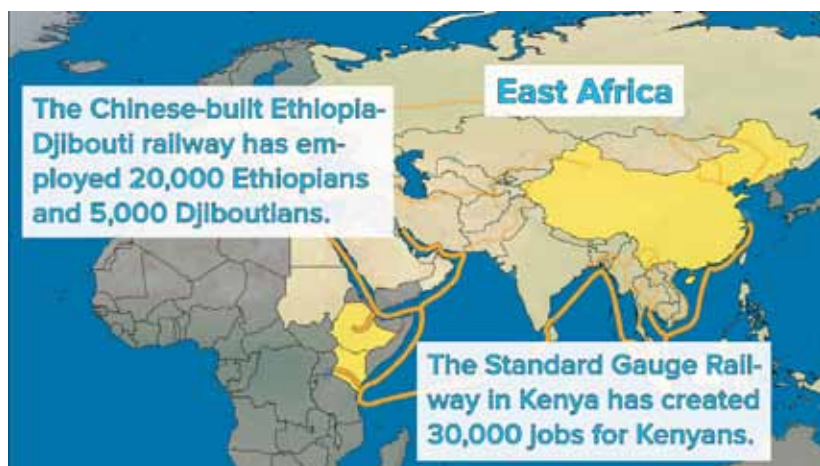 East Africa
The Chinese-built Ethiopia-
Djibouti railway has em-
ployed 20,000 Ethiopians
and 5,000 Djiboutians.
The Standard Gauge Rail-
way in Kenya has created
30,000 jobs for Kenyans.